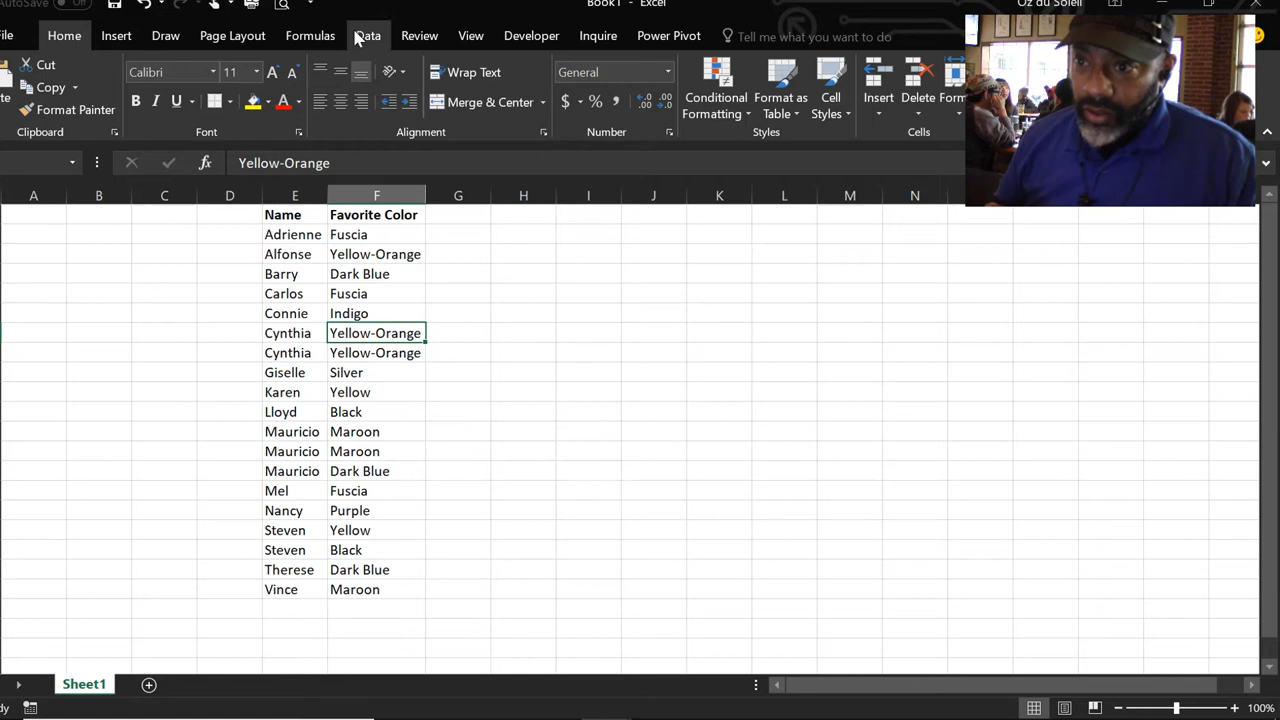 AutoSave
Off
Book1 - Excel
Oz du Soleil
File Home Insert Draw Page Layout Formulas Data Review View Developer Inquire Power Pivot Tell me what you want to do
Cut
Copy
Format Painter
Clipboard
Calibri 11
B I U
Font
Wrap Text
Merge & Center
Alignment
General
$ % ,
Number
Conditional Formatting
Format as Table
Cell Styles
Styles
Insert
Delete
Form
Cells
fx Yellow-Orange
A B C D E F G H I J K L M N
Name Favorite Color
Adrienne Fuscia
Alfonse Yellow-Orange
Barry Dark Blue
Carlos Fuscia
Connie Indigo
Cynthia Yellow-Orange
Cynthia Yellow-Orange
Giselle Silver
Karen Yellow
Lloyd Black
Mauricio Maroon
Mauricio Maroon
Mauricio Dark Blue
Mel Fuscia
Nancy Purple
Steven Yellow
Steven Black
Therese Dark Blue
Vince Maroon
Sheet1
dy
100%